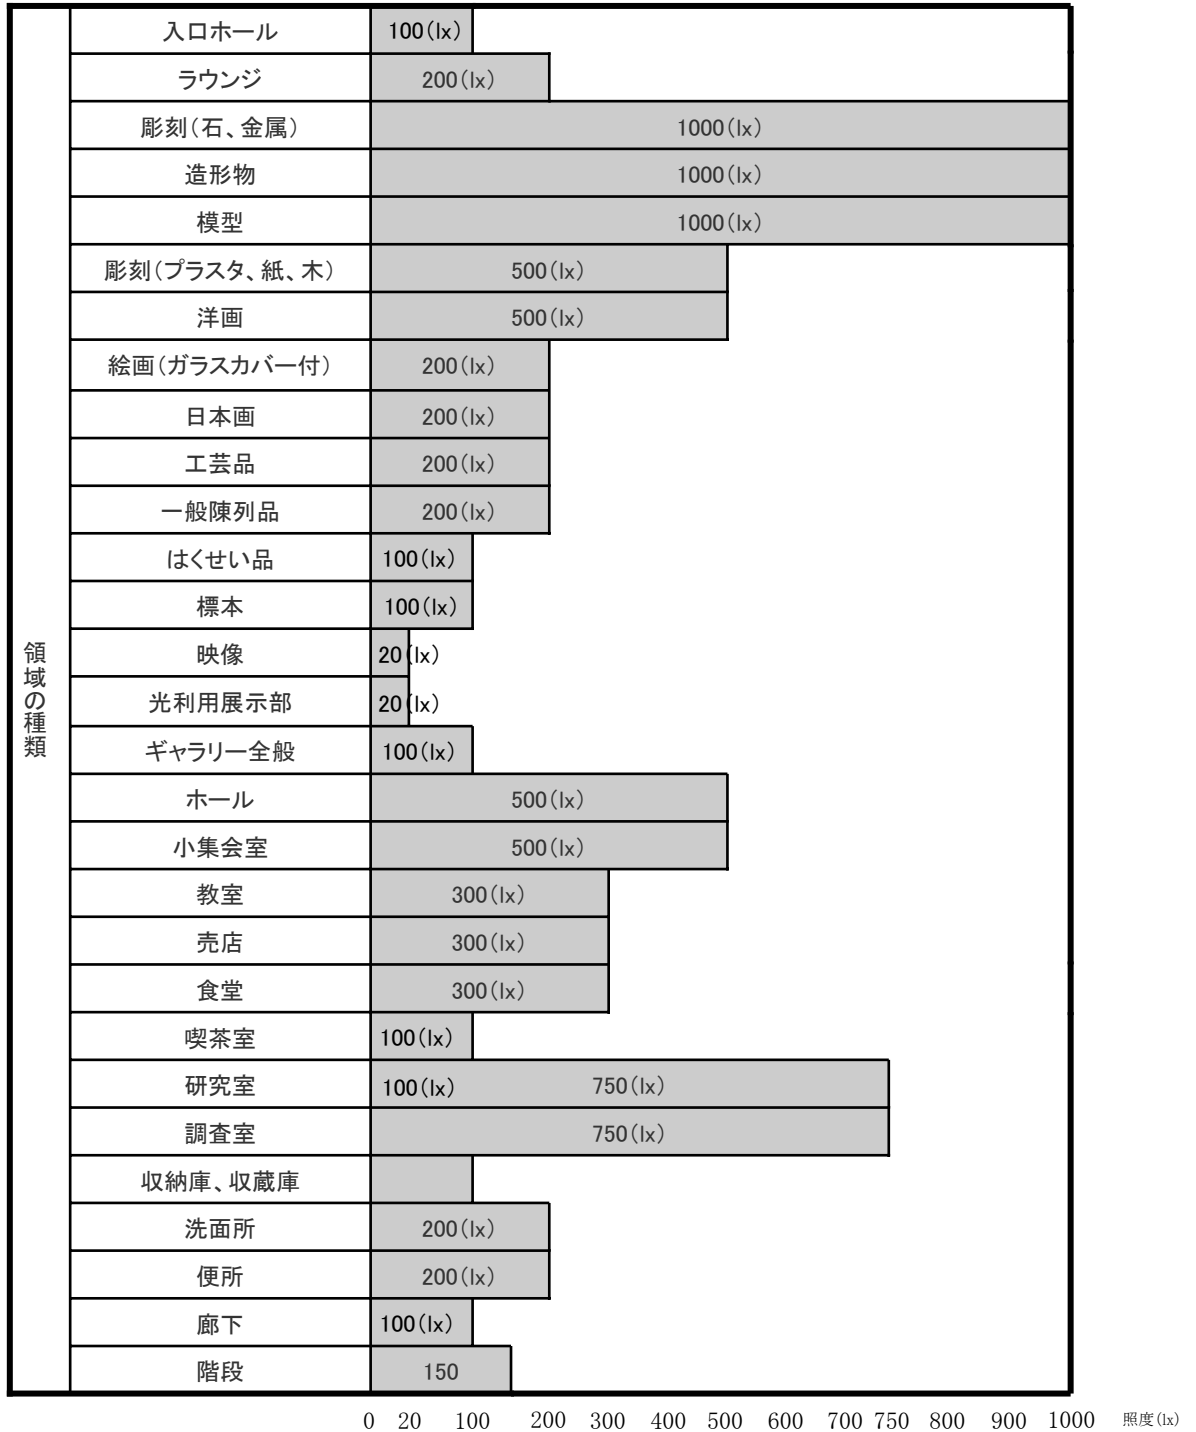 入口ホール 100(lx)
ラウンジ 200(lx)
彫刻(石、金属) 1000(lx)
造形物 1000(lx)
模型 1000(lx)
彫刻(プラスタ、紙、木) 500(lx)
洋画 500(lx)
絵画(ガラスカバー付) 200(lx)
日本画 200(lx)
工芸品 200(lx)
一般陳列品 200(lx)
はくせい品 100(lx)
標本 100(lx)
映像 20(lx)
光利用展示部 20(lx)
ギャラリー全般 100(lx)
ホール 500(lx)
小集会室 500(lx)
教室 300(lx)
売店 300(lx)
食堂 300(lx)
喫茶室 100(lx)
研究室 100(lx) 750(lx)
調査室 750(lx)
収納庫、収蔵庫
洗面所 200(lx)
便所 200(lx)
廊下 100(lx)
階段 150
領域の種類
0 20 100 200 300 400 500 600 700 750 800 900 1000 照度(lx)